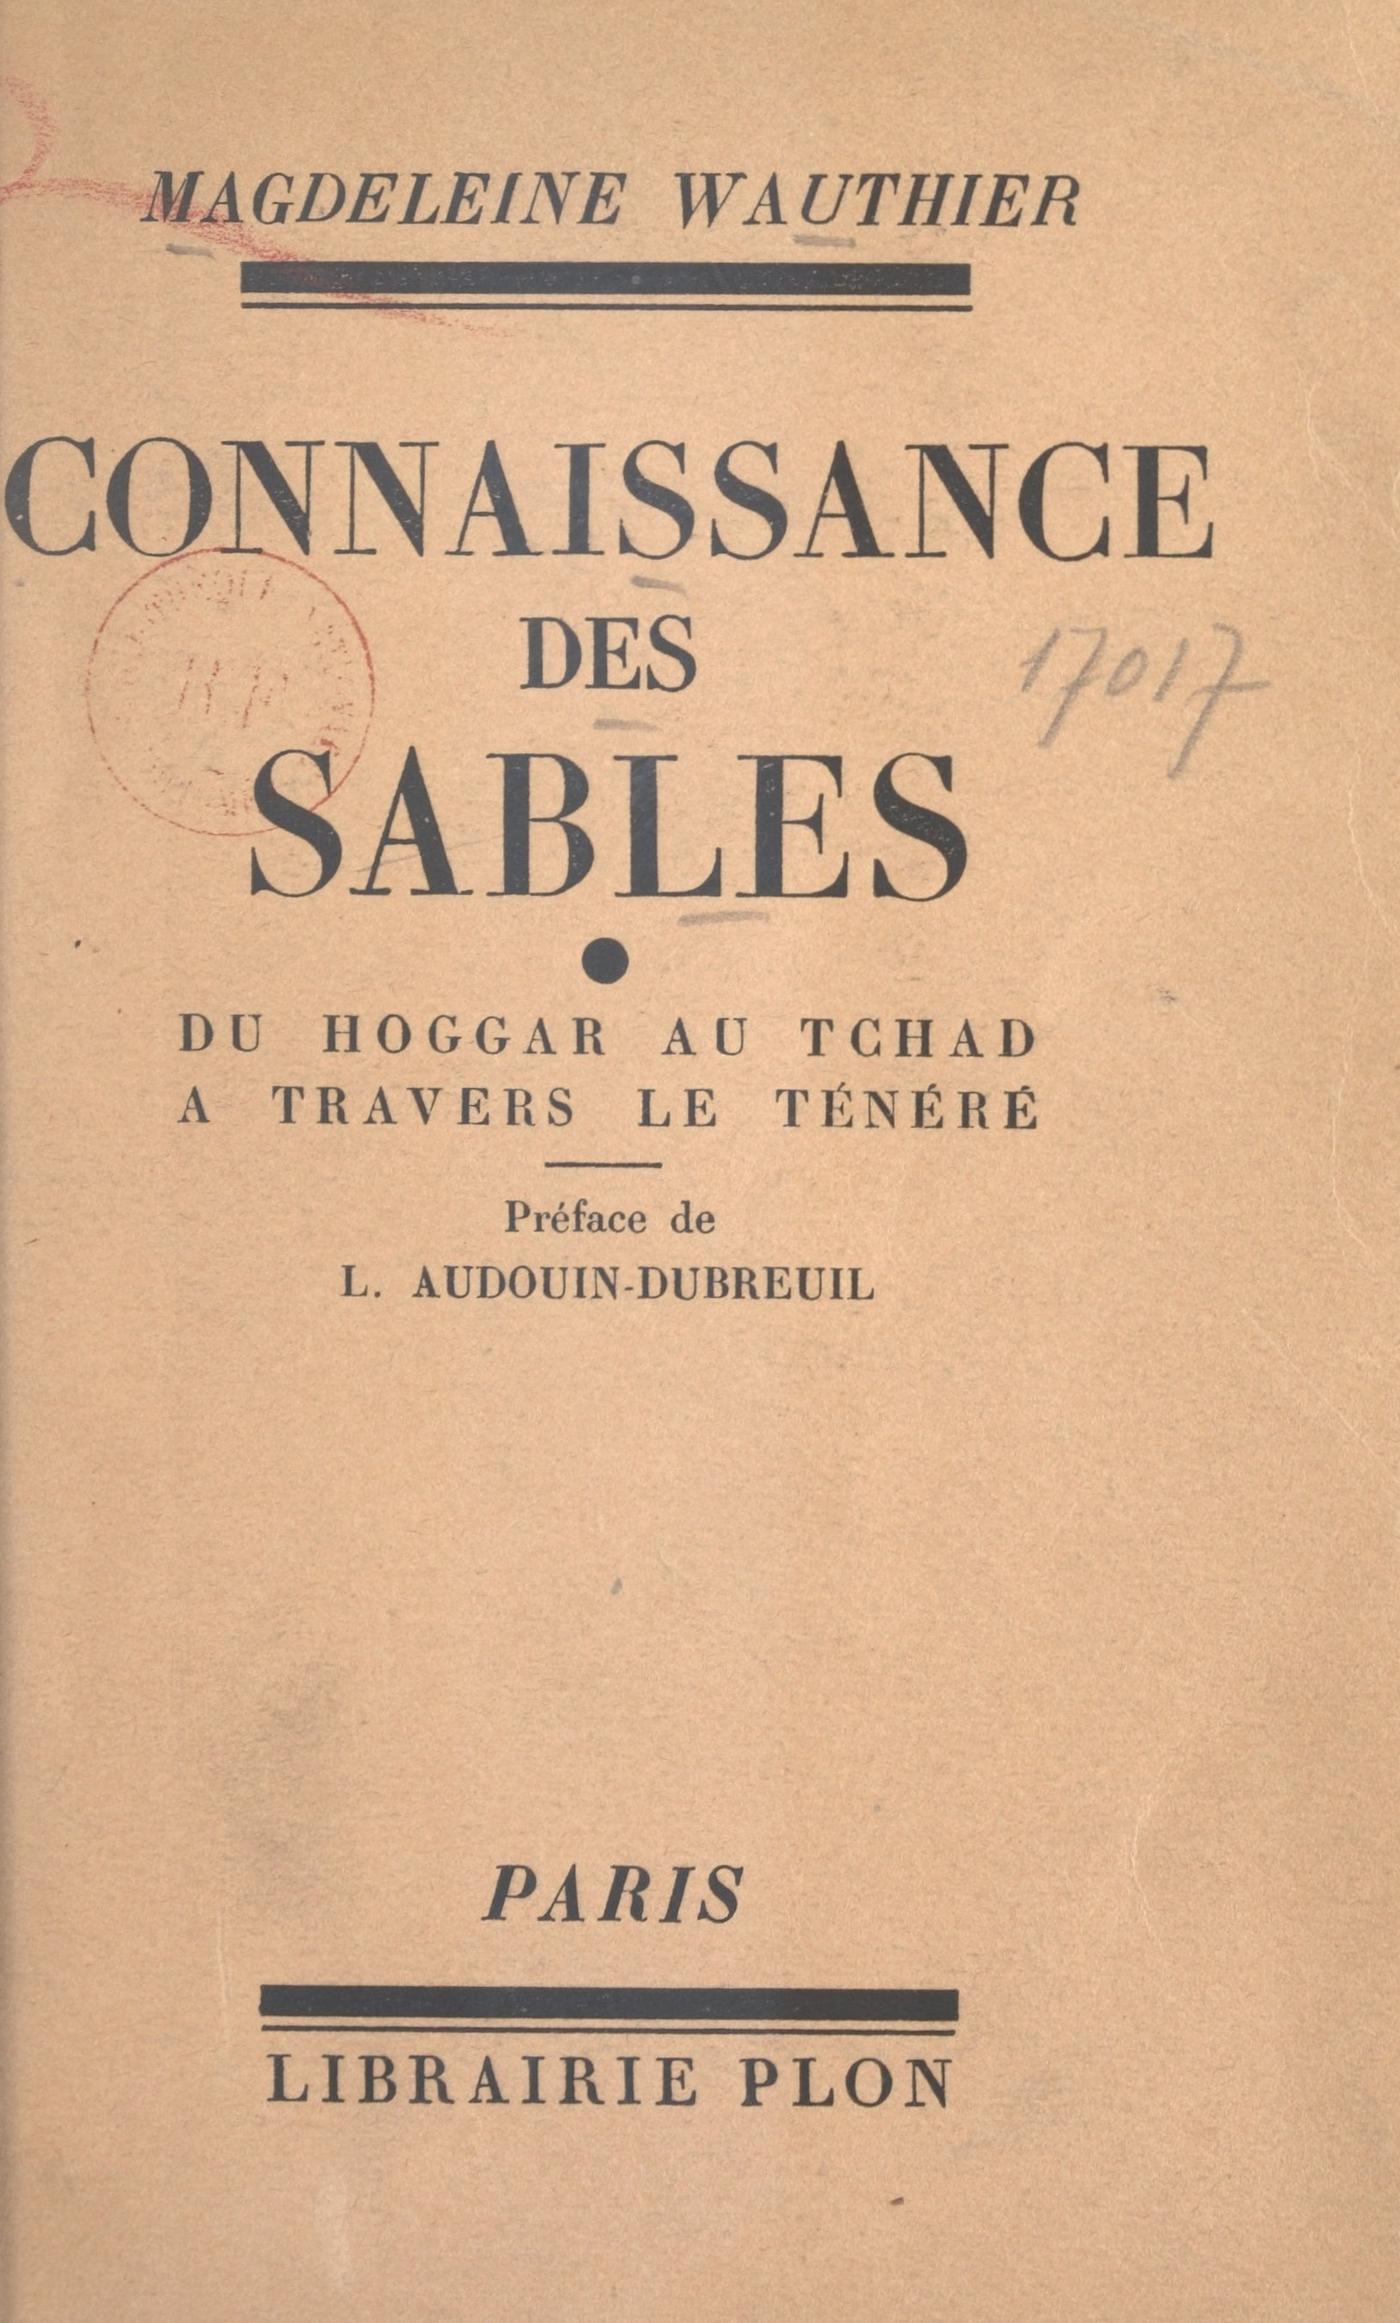 MAGDELEINE WAUTHIER
CONNAISSANCE
DES
17017
SABLES
DU HOGGAR AU TCHAD
A TRAVERS LE TÉNÉRÉ
Préface de
L. AUDOUIN-DUBREUIL
PARIS
LIBRAIRIE PLON